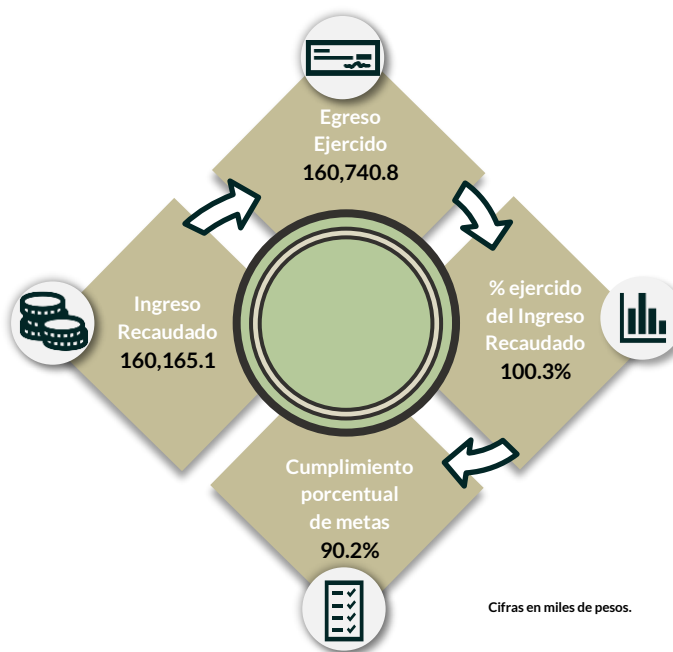 Egreso
Ejercido
160,740.8
Ingreso
Recaudado
160,165.1
% ejercido
del Ingreso
Recaudado
100.3%
Cumplimiento
porcentual
de metas
90.2%
Cifras en miles de pesos.